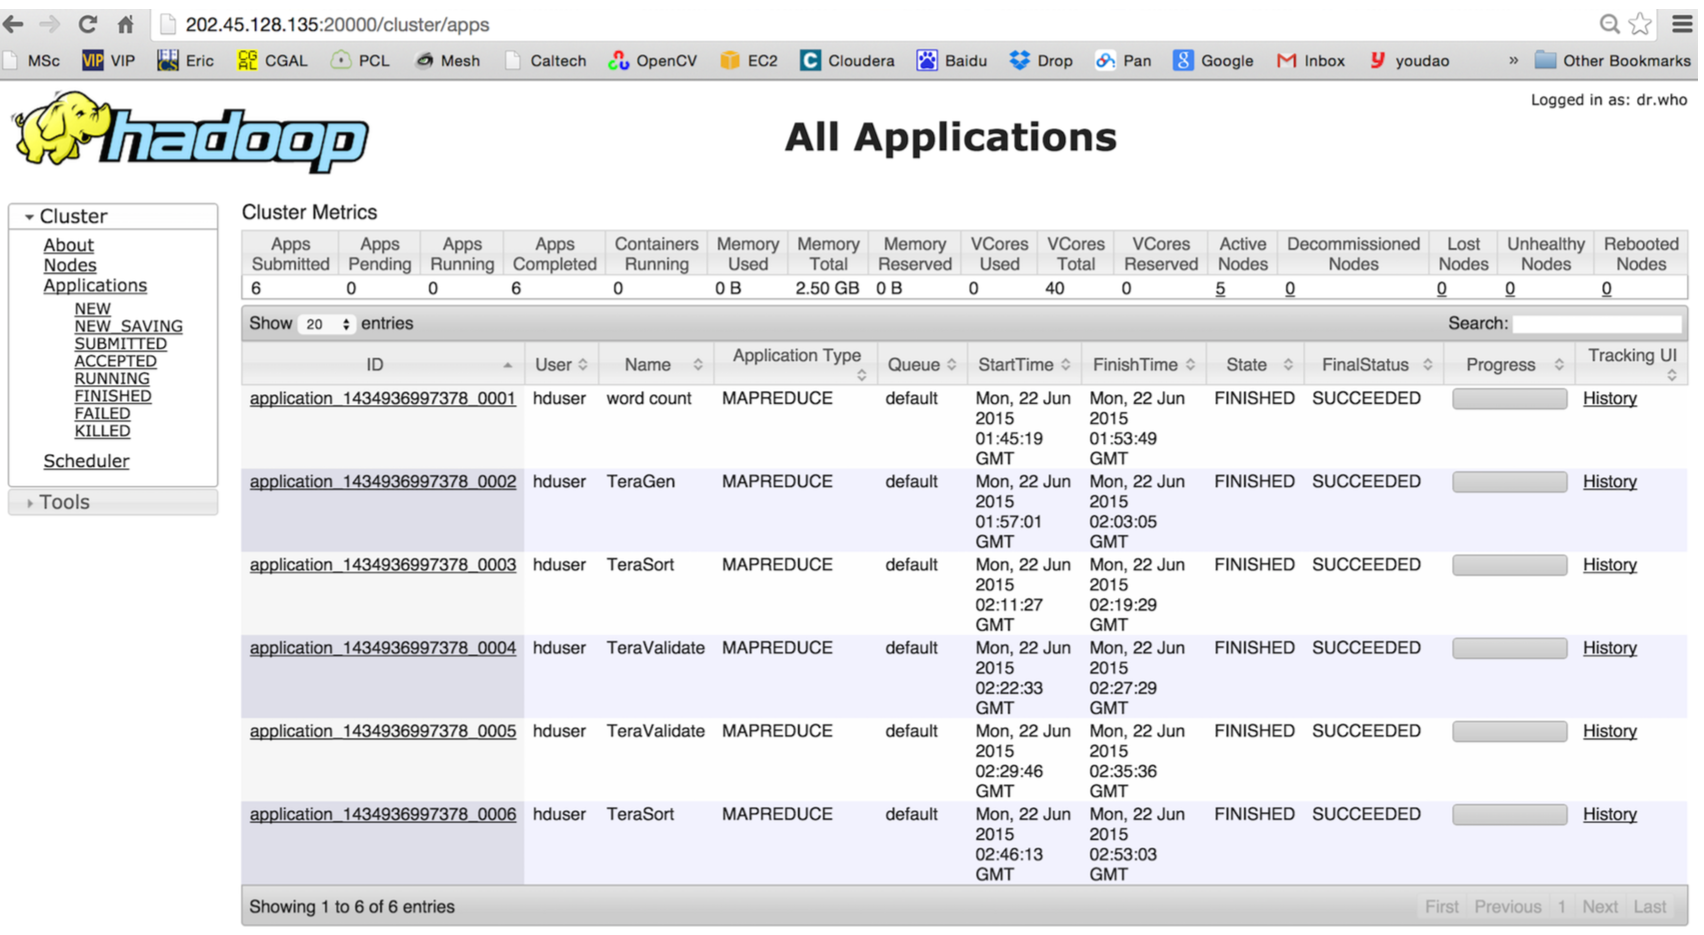 202.45.128.135:20000/cluster/apps
MSc VIP VIP Eric CGAL CGAL PCL Mesh Caltech OpenCV EC2 C Cloudera Baidu Drop Pan 8 Google M Inbox y youdao » Other Bookmarks
Logged in as: dr.who
hadoop
All Applications
Cluster
About
Nodes
Applications
NEW
NEW_SAVING
SUBMITTED
ACCEPTED
RUNNING
FINISHED
FAILED
KILLED
Scheduler
Tools
Cluster Metrics
Apps Submitted Apps Pending Apps Running Apps Completed Containers Running Memory Used Memory Total Memory Reserved VCores Used VCores Total VCores Reserved Active Nodes Decommissioned Nodes Lost Nodes Unhealthy Nodes Rebooted Nodes
6 0 0 6 0 0 B 2.50 GB 0 B 0 40 0 5 0 0 0 0
Show 20 entries Search:
ID User Name Application Type Queue StartTime FinishTime State FinalStatus Progress Tracking UI
application_1434936997378_0001 hduser word count MAPREDUCE default Mon, 22 Jun 2015 01:45:19 GMT Mon, 22 Jun 2015 01:53:49 GMT FINISHED SUCCEEDED History
application_1434936997378_0002 hduser TeraGen MAPREDUCE default Mon, 22 Jun 2015 01:57:01 GMT Mon, 22 Jun 2015 02:03:05 GMT FINISHED SUCCEEDED History
application_1434936997378_0003 hduser TeraSort MAPREDUCE default Mon, 22 Jun 2015 02:11:27 GMT Mon, 22 Jun 2015 02:19:29 GMT FINISHED SUCCEEDED History
application_1434936997378_0004 hduser TeraValidate MAPREDUCE default Mon, 22 Jun 2015 02:22:33 GMT Mon, 22 Jun 2015 02:27:29 GMT FINISHED SUCCEEDED History
application_1434936997378_0005 hduser TeraValidate MAPREDUCE default Mon, 22 Jun 2015 02:29:46 GMT Mon, 22 Jun 2015 02:35:36 GMT FINISHED SUCCEEDED History
application_1434936997378_0006 hduser TeraSort MAPREDUCE default Mon, 22 Jun 2015 02:46:13 GMT Mon, 22 Jun 2015 02:53:03 GMT FINISHED SUCCEEDED History
Showing 1 to 6 of 6 entries First Previous 1 Next Last